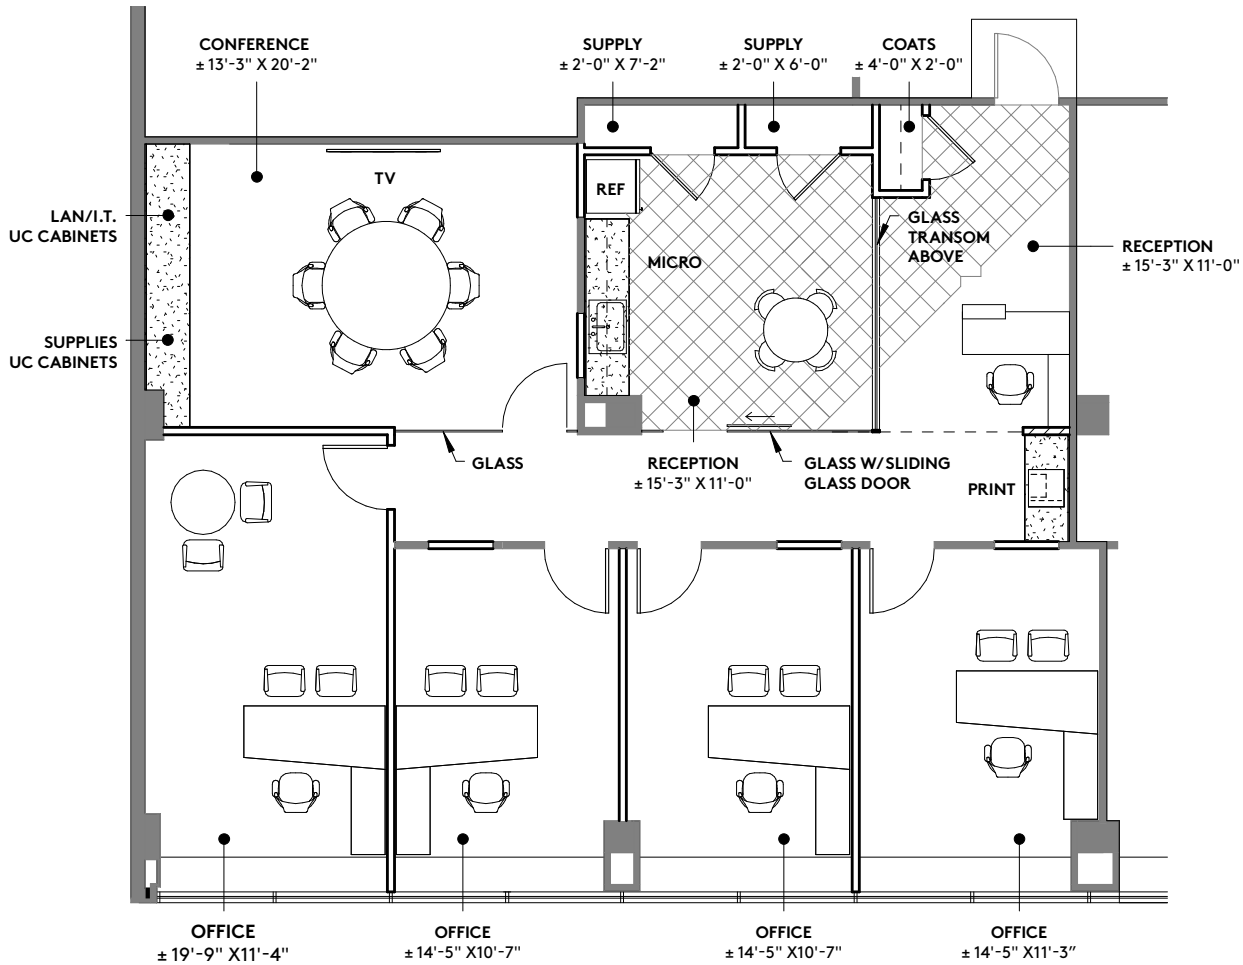 CONFERENCE
± 13'-3" X 20'-2"
SUPPLY
± 2'-0" X 7'-2"
SUPPLY
± 2'-0" X 6'-0"
COATS
± 4'-0" X 2'-0"
TV
REF
LAN/I.T.
UC CABINETS
GLASS
TRANSOM
ABOVE
RECEPTION
± 15'-3" X 11'-0"
MICRO
SUPPLIES
UC CABINETS
GLASS
RECEPTION
± 15'-3" X 11'-0"
GLASS W/SLIDING
GLASS DOOR
PRINT
OFFICE
± 19'-9" X11'-4"
OFFICE
± 14'-5" X10'-7"
OFFICE
± 14'-5" X10'-7"
OFFICE
± 14'-5" X11'-3"